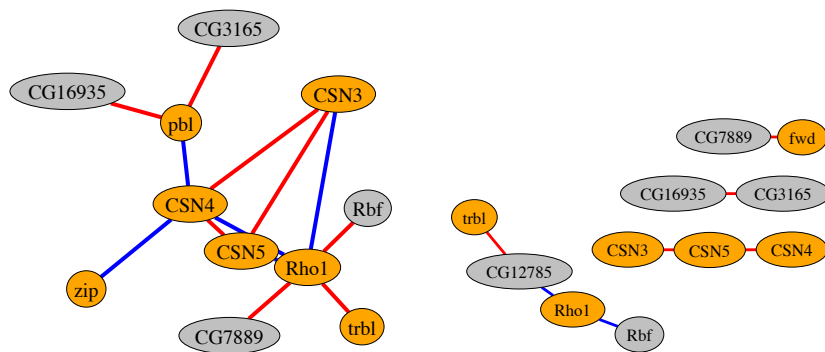 CG3165
CG16935
CSN3
pbl
CSN4
Rbf
CSN5
Rho1
zip
CG7889
trbl
CG7889
fwd
CG16935
CG3165
trbl
CSN3
CSN5
CSN4
CG12785
Rho1
Rbf